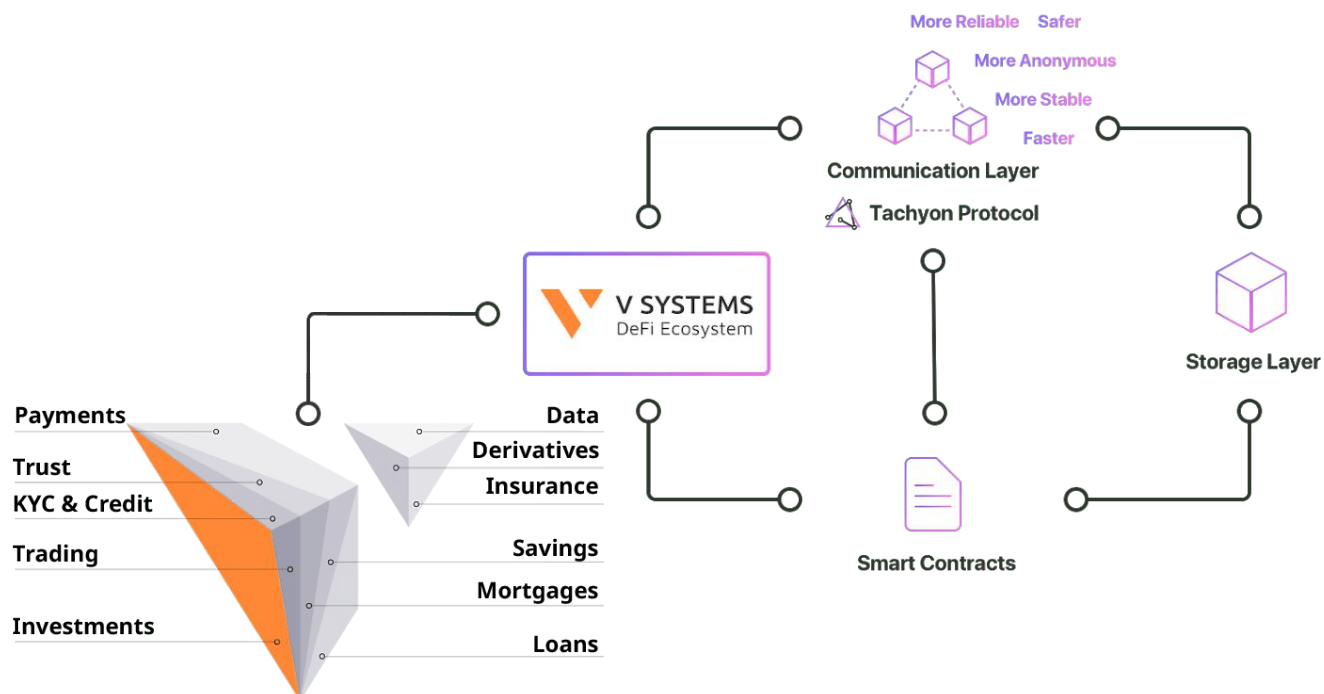 More Reliable Safer
More Anonymous
More Stable
Faster
Communication Layer
Tachyon Protocol
V SYSTEMS
DeFi Ecosystem
Storage Layer
Smart Contracts
Payments
Trust
KYC & Credit
Trading
Investments
Data
Derivatives
Insurance
Savings
Mortgages
Loans